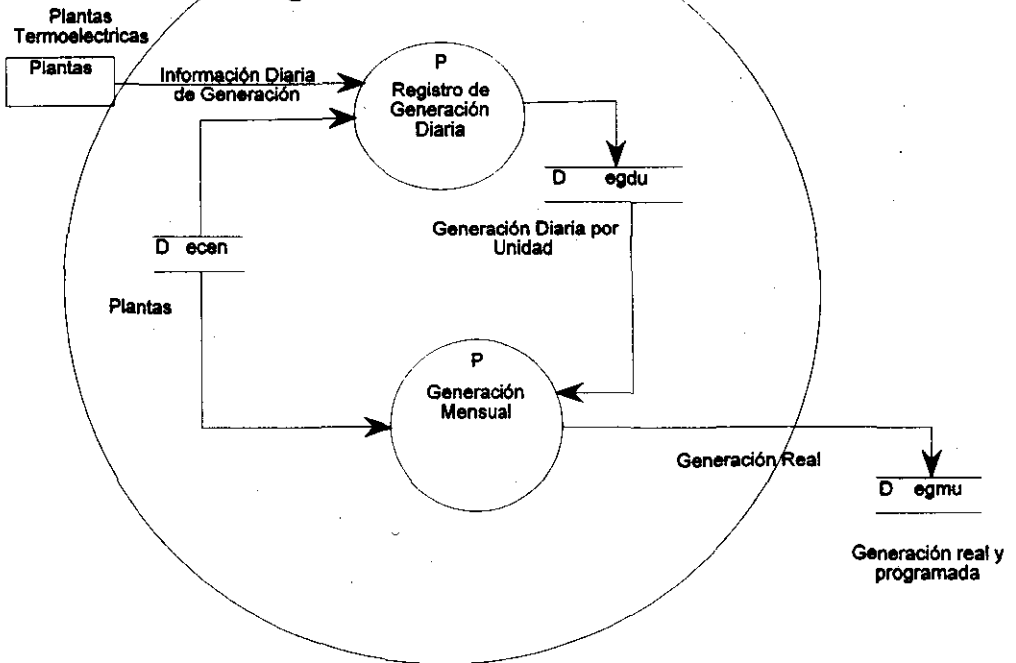 Plantas
Termoelectricas
Plantas
Información Diaria
de Generación
P
Registro de
Generación
Diaria
D egdu
Generación Diaria por
Unidad
D ecen
Plantas
P
Generación
Mensual
Generación Real
D egmu
Generación real y
programada